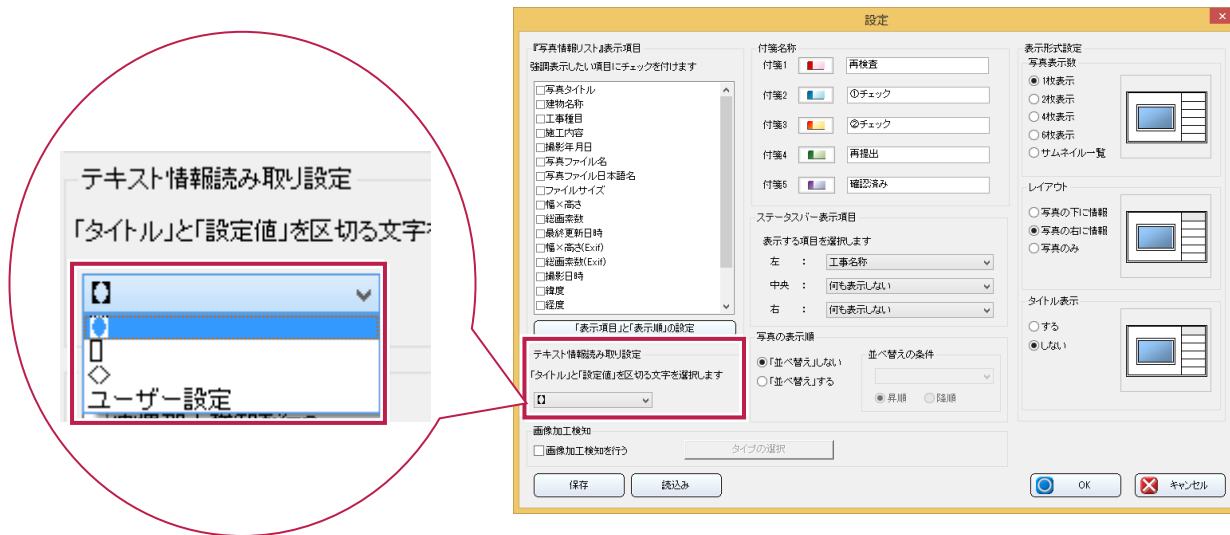 テキスト情報読み取り設定
「タイトル」と「設定値」を区切る文字
【】
【】
[]
<>
ユーザー設定
設定
『写真情報リスト』表示項目
強調表示したい項目にチェックを付けます
写真タイトル
建物名称
工事種目
施工内容
撮影年月日
写真ファイル名
写真ファイル日本語名
ファイルサイズ
幅×高さ
総画素数
最終更新日時
幅×高さ(Exif)
総画素数(Exif)
撮影日時
緯度
経度
「表示項目」と「表示順」の設定
テキスト情報読み取り設定
「タイトル」と「設定値」を区切る文字を選択します
【】
画像加工検知
画像加工検知を行う
タイプの選択
保存
読込み
付箋名称
付箋1 再検査
付箋2 ①チェック
付箋3 ②チェック
付箋4 再提出
付箋5 確認済み
ステータスバー表示項目
表示する項目を選択します
左 : 工事名称
中央 : 何も表示しない
右 : 何も表示しない
写真の表示順
「並べ替え」しない
「並べ替え」する
並べ替えの条件
昇順 降順
表示形式設定
写真表示数
1枚表示
2枚表示
4枚表示
6枚表示
サムネイル一覧
レイアウト
写真の下に情報
写真の右に情報
写真のみ
タイトル表示
する
しない
OK
キャンセル